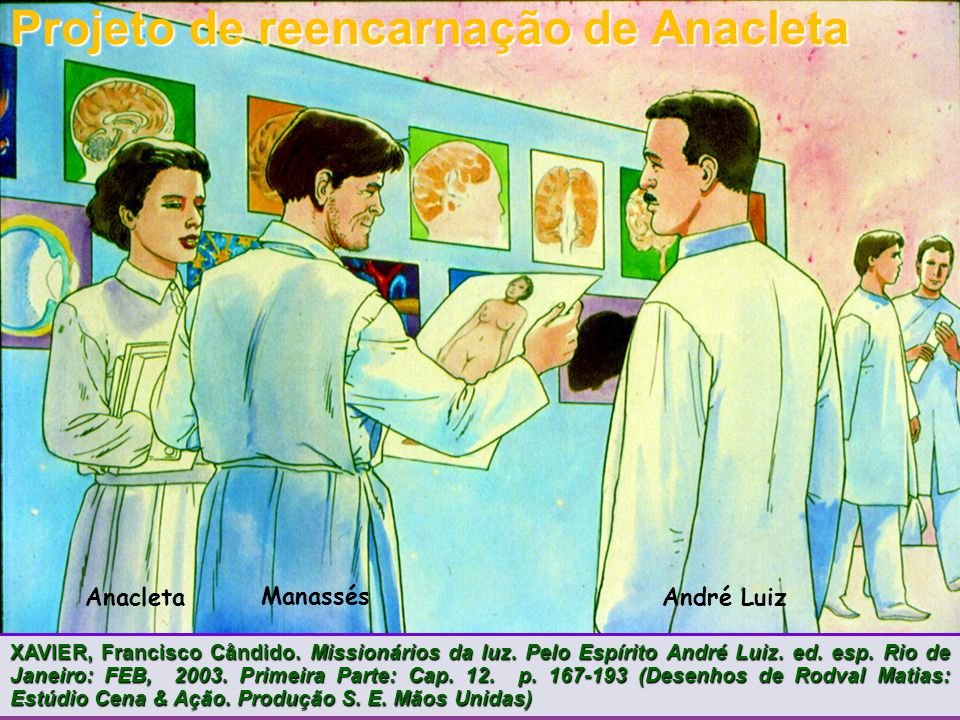 Projeto de reencarnação de Anacleta
Anacleta
Manassés
André Luiz
XAVIER, Francisco Cândido. Missionários da luz. Pelo Espírito André Luiz. ed. esp. Rio de
Janeiro: FEB, 2003. Primeira Parte: Cap. 12. p. 167-193 (Desenhos de Rodval Matias:
Estúdio Cena & Ação. Produção S. E. Mãos Unidas)